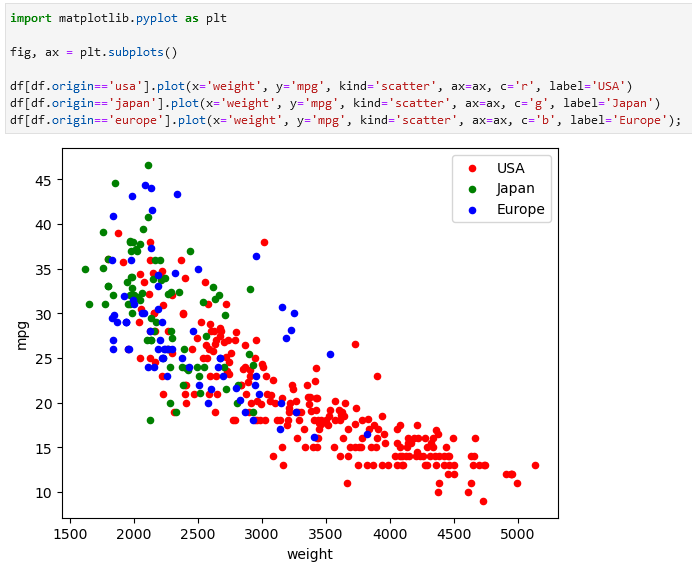 import matplotlib.pyplot as plt
fig, ax = plt.subplots()
df[df.origin=='usa'].plot(x='weight', y='mpg', kind='scatter', ax=ax, c='r', label='USA')
df[df.origin=='japan'].plot(x='weight', y='mpg', kind='scatter', ax=ax, c='g', label='Japan')
df[df.origin=='europe'].plot(x='weight', y='mpg', kind='scatter', ax=ax, c='b', label='Europe');
USA
Japan
Europe
45
40
35
30
25
20
15
10
mpg
1500 2000 2500 3000 3500 4000 4500 5000
weight